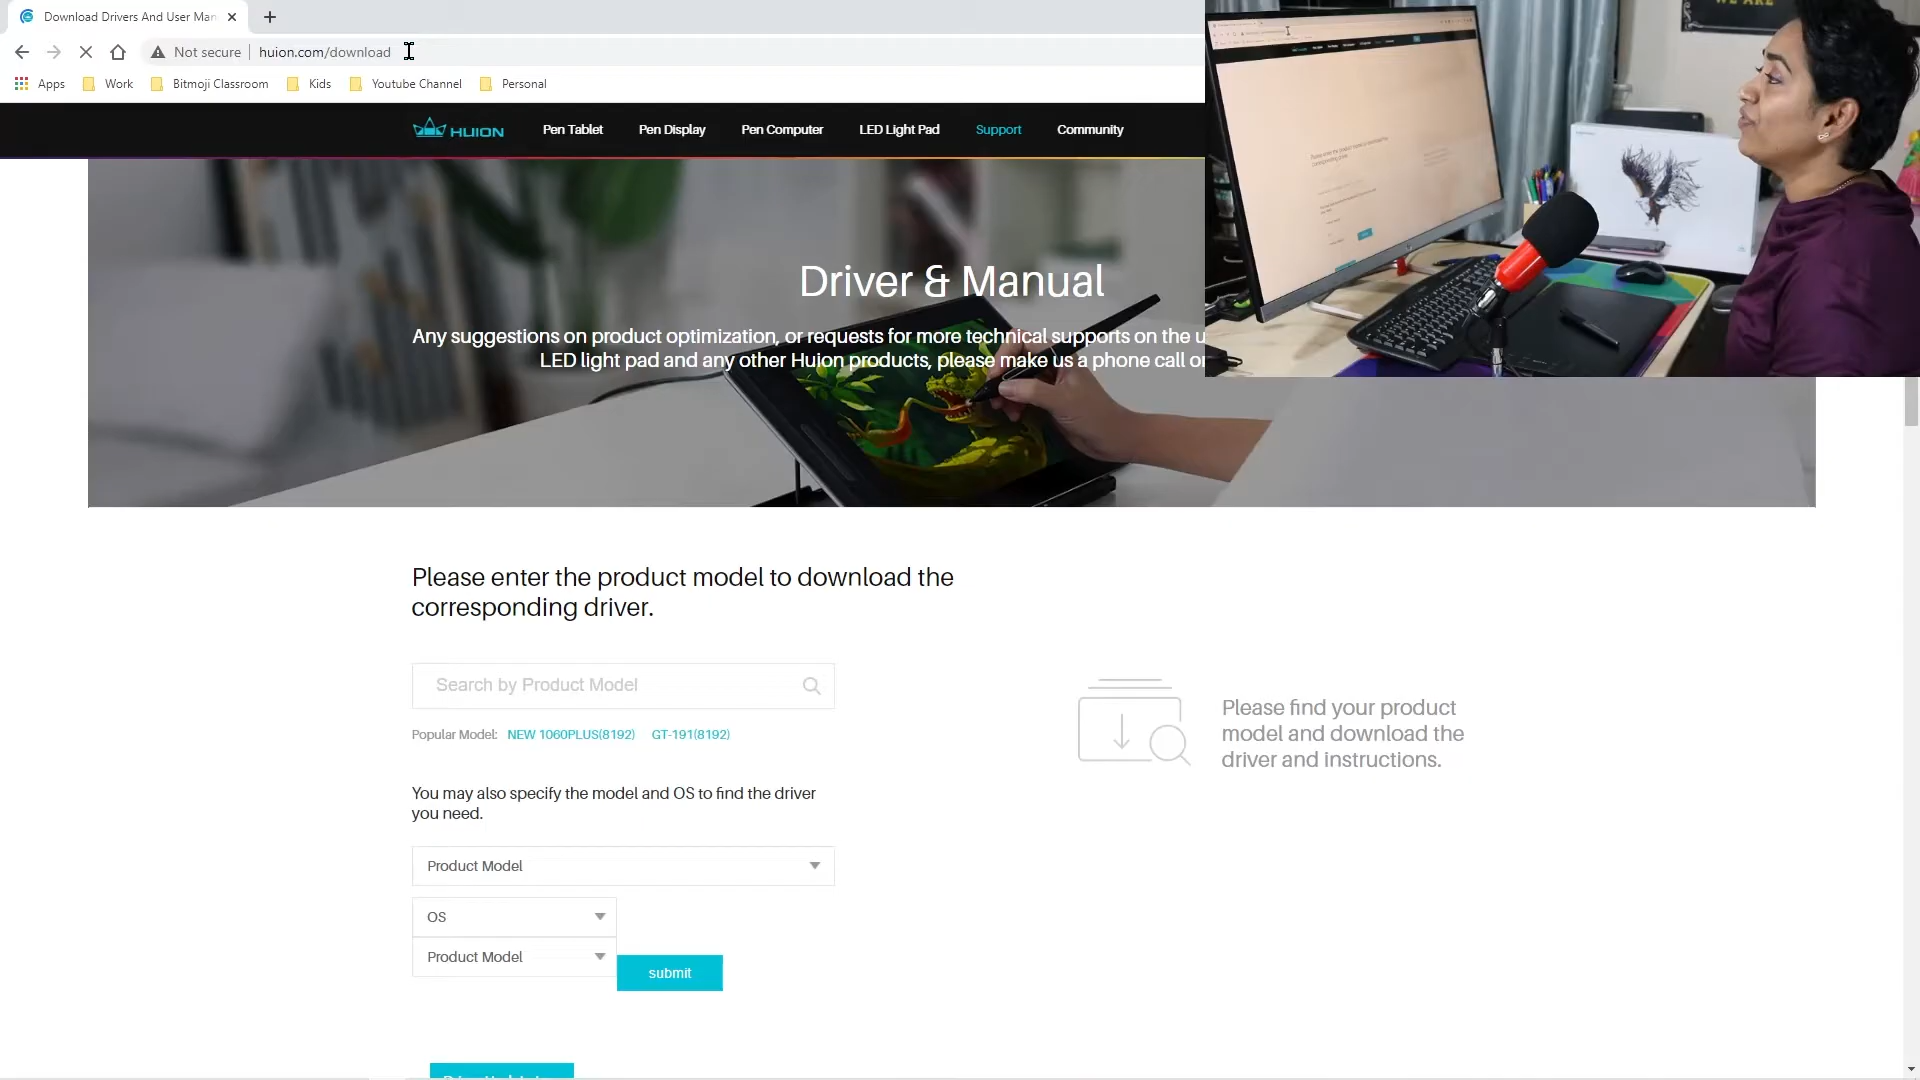 Download Drivers And User Man
Not secure huion.com/download
Apps Work Bitmoji Classroom Kids Youtube Channel Personal
HUION Pen Tablet Pen Display Pen Computer LED Light Pad Support Community
WE ARE
Driver & Manual
Any suggestions on product optimization, or requests for more technical supports on the u
LED light pad and any other Huion products, please make us a phone call or
Please enter the product model to download the
corresponding driver.
Search by Product Model
Popular Model: NEW 1060PLUS(8192) GT-191(8192)
Please find your product
model and download the
driver and instructions.
You may also specify the model and OS to find the driver
you need.
Product Model
OS
Product Model
submit